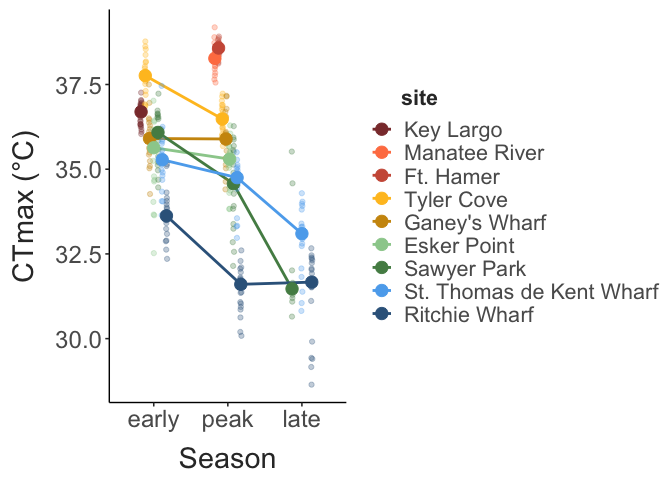 CTmax (°C)
37.5
35.0
32.5
30.0
early peak late
Season
site
Key Largo
Manatee River
Ft. Hamer
Tyler Cove
Ganey's Wharf
Esker Point
Sawyer Park
St. Thomas de Kent Wharf
Ritchie Wharf